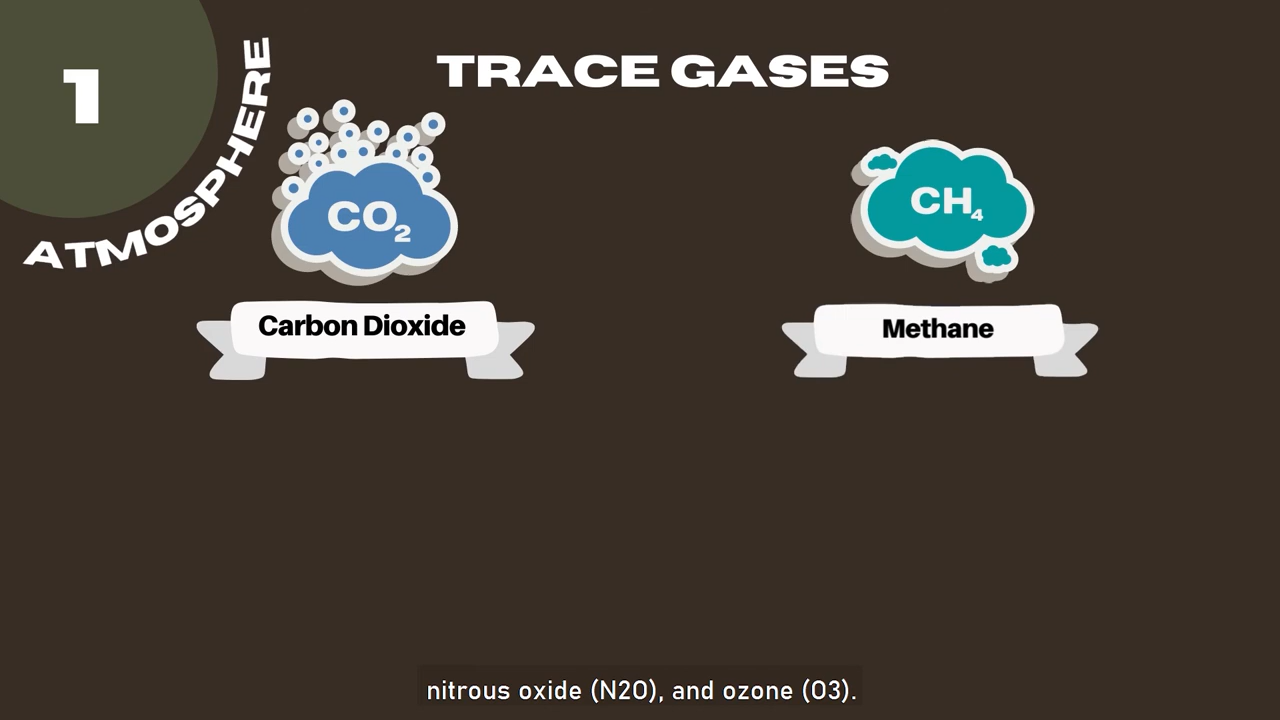 1
ATMOSPHERE
TRACE GASES
CO₂
CH₄
Carbon Dioxide
Methane
nitrous oxide (N2O), and ozone (O3).